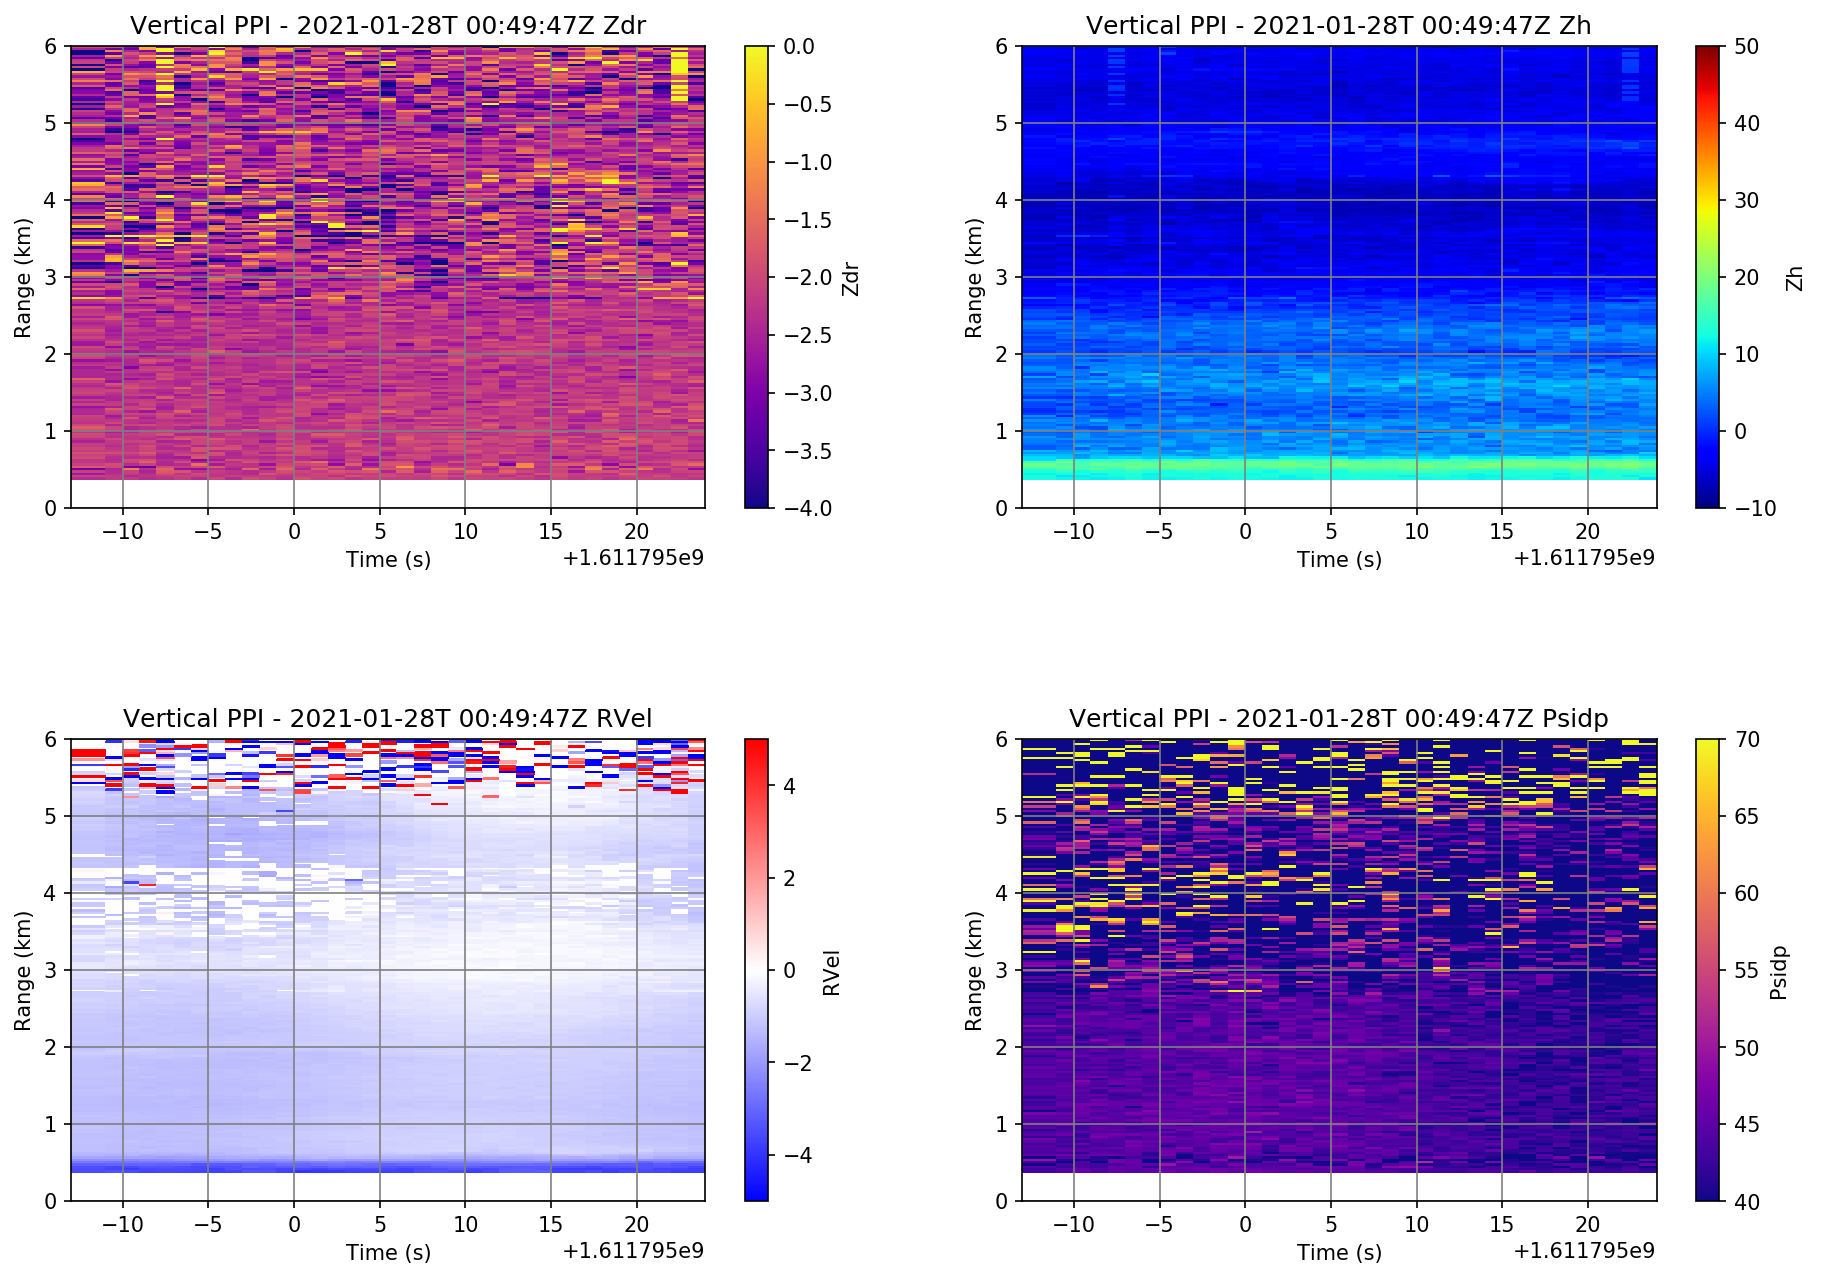 Vertical PPI - 2021-01-28T 00:49:47Z Zdr
6
5
4
3
2
1
0
Range (km)
−10 −5 0 5 10 15 20
Time (s)
+1.611795e9
0.0
−0.5
−1.0
−1.5
−2.0
−2.5
−3.0
−3.5
−4.0
Zdr
Vertical PPI - 2021-01-28T 00:49:47Z Zh
6
5
4
3
2
1
0
Range (km)
−10 −5 0 5 10 15 20
Time (s)
+1.611795e9
50
40
30
20
10
0
−10
Zh
Vertical PPI - 2021-01-28T 00:49:47Z RVel
6
5
4
3
2
1
0
Range (km)
−10 −5 0 5 10 15 20
Time (s)
+1.611795e9
4
2
0
−2
−4
RVel
Vertical PPI - 2021-01-28T 00:49:47Z Psidp
6
5
4
3
2
1
0
Range (km)
−10 −5 0 5 10 15 20
Time (s)
+1.611795e9
70
65
60
55
50
45
40
Psidp